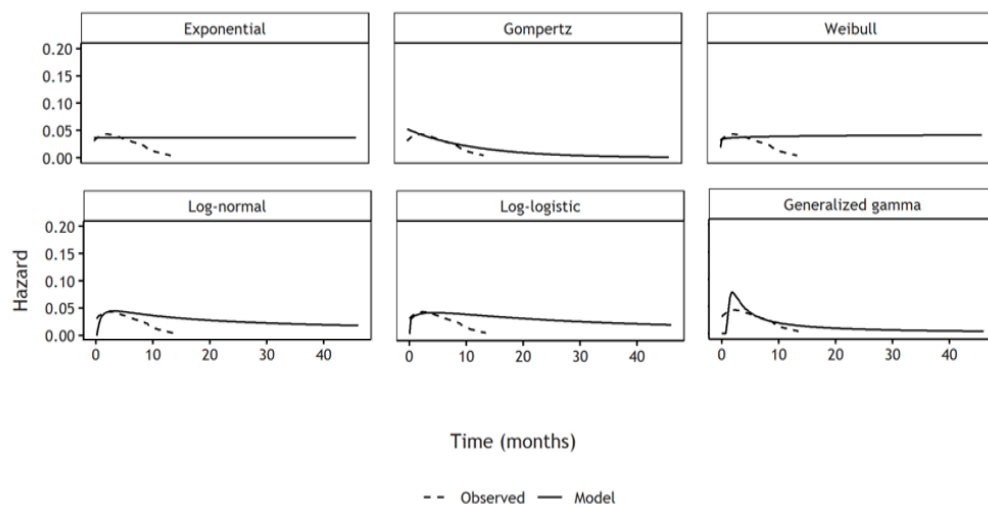 Exponential Gompertz Weibull
0.20
0.15
0.10
0.05
0.00
Log-normal Log-logistic Generalized gamma
0.20
0.15
0.10
0.05
0.00
0 10 20 30 40 0 10 20 30 40 0 10 20 30 40
Hazard
Time (months)
Observed Model